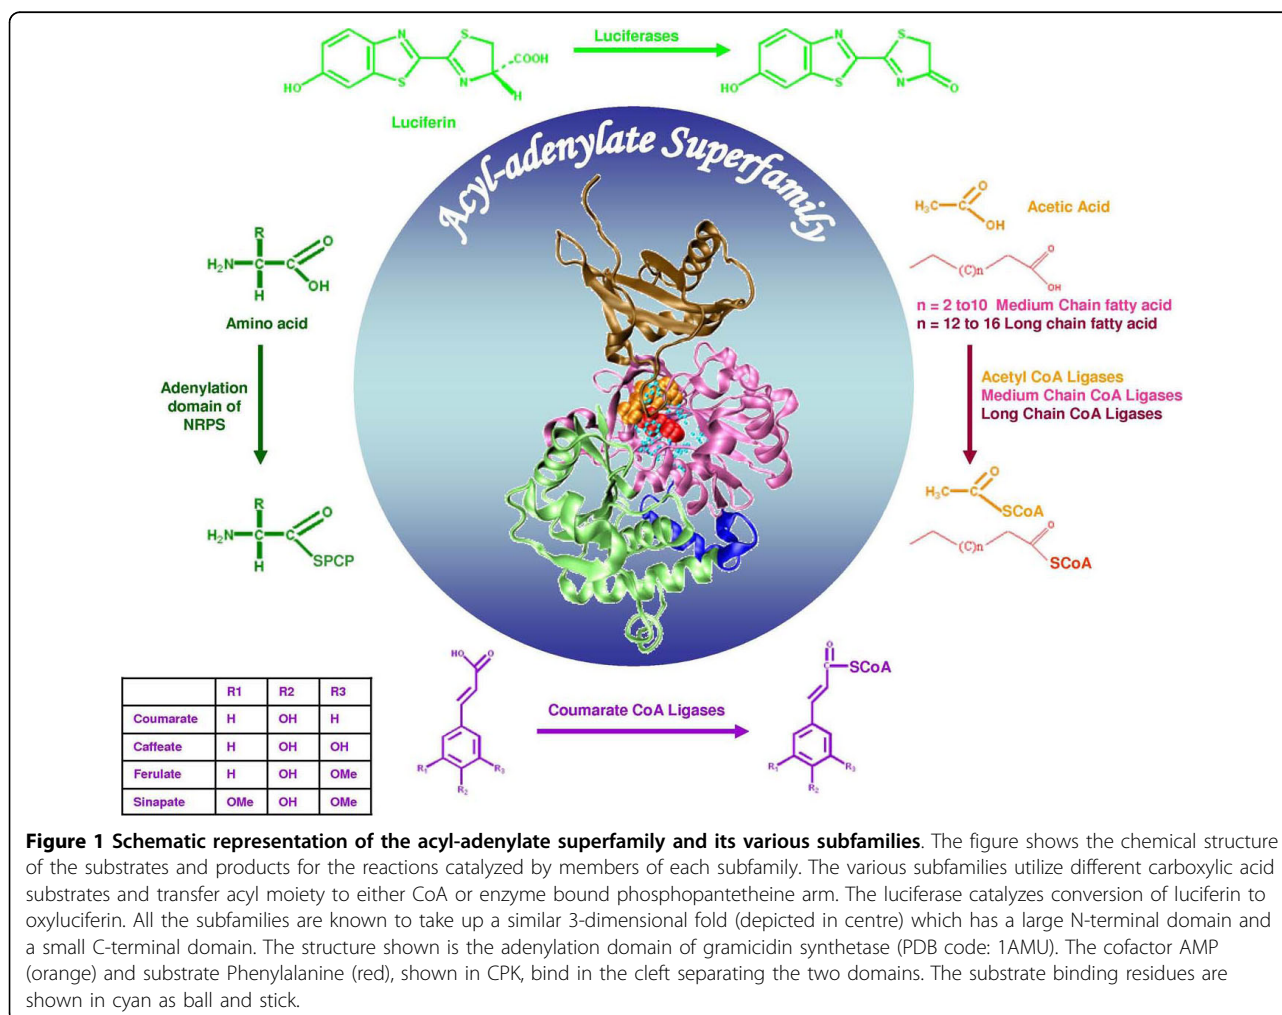 Luciferases
N
S
COOH
HO
S
N
H
Luciferin
N
S
HO
S
N
O
Acyl-adenylate Superfamily
R
O
H₂N
C
C
H
OH
Amino acid
Adenylation
domain of
NRPS
R
O
H₂N
C
C
H
SPCP
O
H₃C
C
OH
Acetic Acid
O
(C)n
OH
n = 2 to10 Medium Chain fatty acid
n = 12 to 16 Long chain fatty acid
Acetyl CoA Ligases
Medium Chain CoA Ligases
Long Chain CoA Ligases
O
H₃C
C
SCoA
O
(C)n
SCoA
R1 R2 R3
Coumarate H OH H
Caffeate H OH OH
Ferulate H OH OMe
Sinapate OMe OH OMe
HO
O
R₁
R₃
R₂
Coumarate CoA Ligases
O
C
SCoA
R₁
R₃
R₂
Figure 1 Schematic representation of the acyl-adenylate superfamily and its various subfamilies. The figure shows the chemical structure
of the substrates and products for the reactions catalyzed by members of each subfamily. The various subfamilies utilize different carboxylic acid
substrates and transfer acyl moiety to either CoA or enzyme bound phosphopantetheine arm. The luciferase catalyzes conversion of luciferin to
oxyluciferin. All the subfamilies are known to take up a similar 3-dimensional fold (depicted in centre) which has a large N-terminal domain and
a small C-terminal domain. The structure shown is the adenylation domain of gramicidin synthetase (PDB code: 1AMU). The cofactor AMP
(orange) and substrate Phenylalanine (red), shown in CPK, bind in the cleft separating the two domains. The substrate binding residues are
shown in cyan as ball and stick.